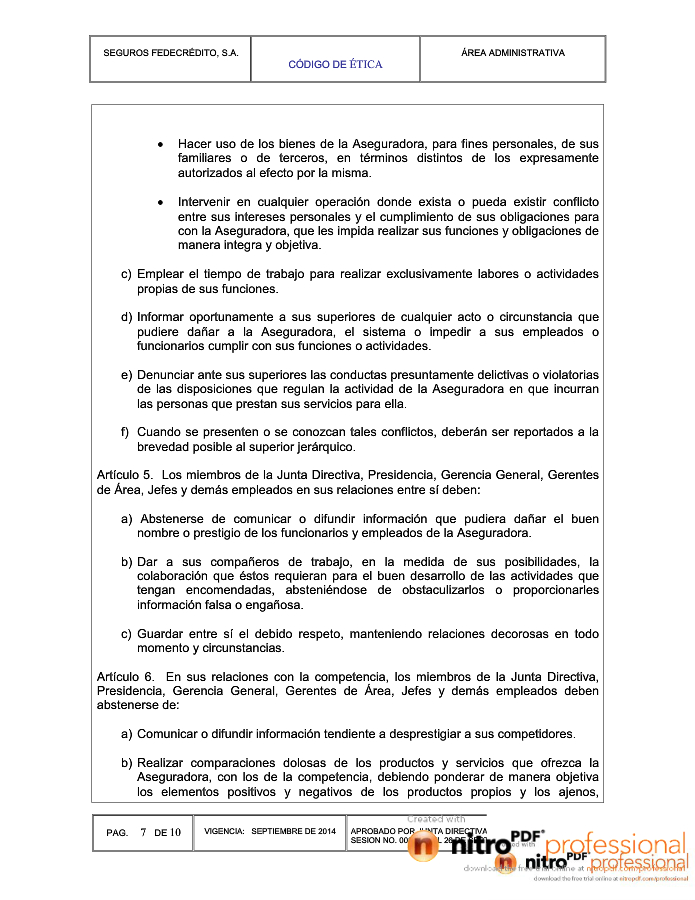 SEGUROS FEDECRÉDITO, S.A.
CÓDIGO DE ÉTICA
ÁREA ADMINISTRATIVA
• Hacer uso de los bienes de la Aseguradora, para fines personales, de sus
familiares o de terceros, en términos distintos de los expresamente
autorizados al efecto por la misma.
• Intervenir en cualquier operación donde exista o pueda existir conflicto
entre sus intereses personales y el cumplimiento de sus obligaciones para
con la Aseguradora, que les impida realizar sus funciones y obligaciones de
manera integra y objetiva.
c) Emplear el tiempo de trabajo para realizar exclusivamente labores o actividades
propias de sus funciones.
d) Informar oportunamente a sus superiores de cualquier acto o circunstancia que
pudiere dañar a la Aseguradora, el sistema o impedir a sus empleados o
funcionarios cumplir con sus funciones o actividades.
e) Denunciar ante sus superiores las conductas presuntamente delictivas o violatorias
de las disposiciones que regulan la actividad de la Aseguradora en que incurran
las personas que prestan sus servicios para ella.
f) Cuando se presenten o se conozcan tales conflictos, deberán ser reportados a la
brevedad posible al superior jerárquico.
Artículo 5. Los miembros de la Junta Directiva, Presidencia, Gerencia General, Gerentes
de Área, Jefes y demás empleados en sus relaciones entre sí deben:
a) Abstenerse de comunicar o difundir información que pudiera dañar el buen
nombre o prestigio de los funcionarios y empleados de la Aseguradora.
b) Dar a sus compañeros de trabajo, en la medida de sus posibilidades, la
colaboración que éstos requieran para el buen desarrollo de las actividades que
tengan encomendadas, absteniéndose de obstaculizarlos o proporcionarles
información falsa o engañosa.
c) Guardar entre sí el debido respeto, manteniendo relaciones decorosas en todo
momento y circunstancias.
Artículo 6. En sus relaciones con la competencia, los miembros de la Junta Directiva,
Presidencia, Gerencia General, Gerentes de Área, Jefes y demás empleados deben
abstenerse de:
a) Comunicar o difundir información tendiente a desprestigiar a sus competidores.
b) Realizar comparaciones dolosas de los productos y servicios que ofrezca la
Aseguradora, con los de la competencia, debiendo ponderar de manera objetiva
los elementos positivos y negativos de los productos propios y los ajenos,
PAG. 7 DE 10
VIGENCIA: SEPTIEMBRE DE 2014
APROBADO POR JUNTA DIRECTIVA
SESION NO.
Created with
nitro PDF professional
nitro PDF professional
download the free trial online at nitropdf.com/professional